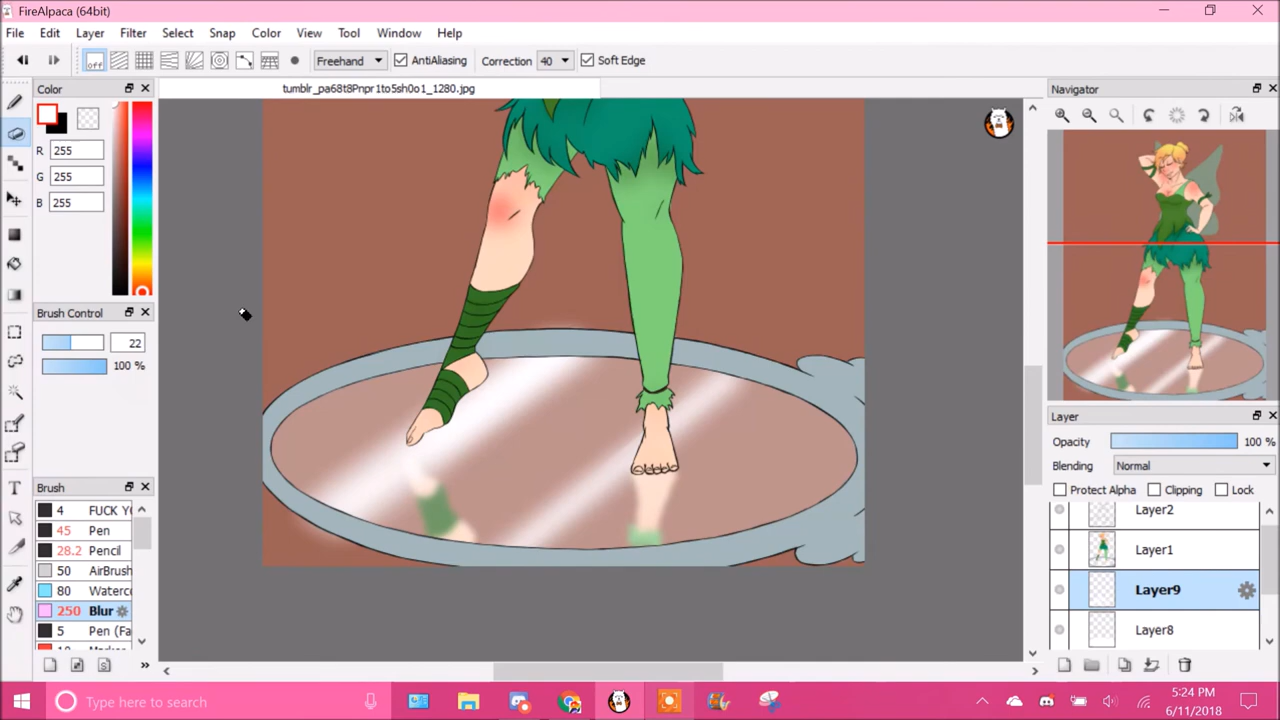 FireAlpaca (64bit)
File Edit Layer Filter Select Snap Color View Tool Window Help
off Freehand AntiAliasing Correction 40 Soft Edge
Color tumblr_pa68t8Pnpr1to5sh0o1_1280.jpg Navigator
R 255
G 255
B 255
Brush Control
22
100 %
Brush
4 FUCK Y
45 Pen
28.2 Pencil
50 AirBrush
80 Waterc
250 Blur
5 Pen (Fa
Layer
Opacity 100 %
Blending Normal
Protect Alpha Clipping Lock
Layer2
Layer1
Layer9
Layer8
T
Type here to search
5:24 PM
6/11/2018